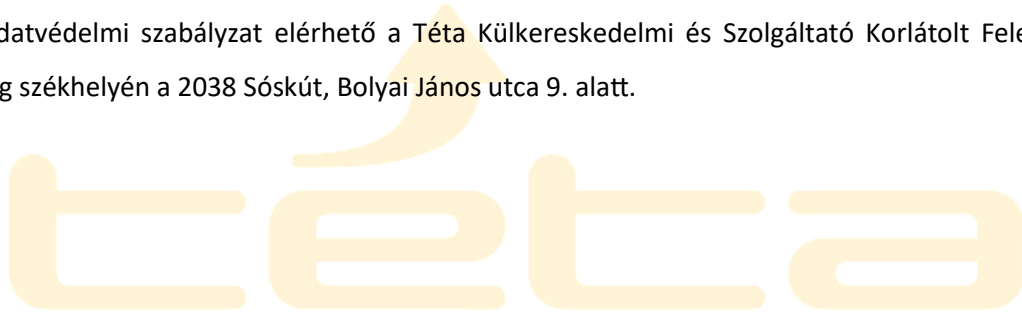 datvédelmi szabályzat elérhető a Téta Külkereskedelmi és Szolgáltató Korlátolt Fele
g székhelyén a 2038 Sóskút, Bolyai János utca 9. alatt.
téta